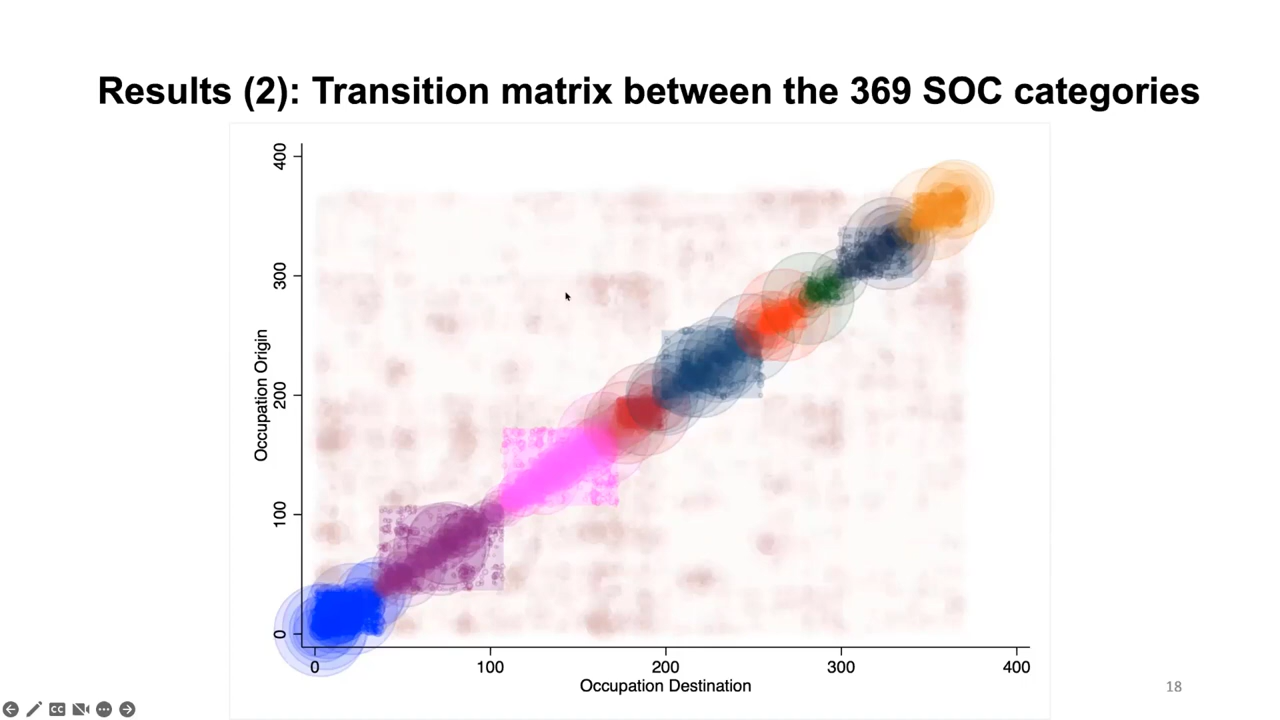 Results (2): Transition matrix between the 369 SOC categories
400
300
200
100
0
Occupation Origin
0 100 200 300 400
Occupation Destination
18
CC